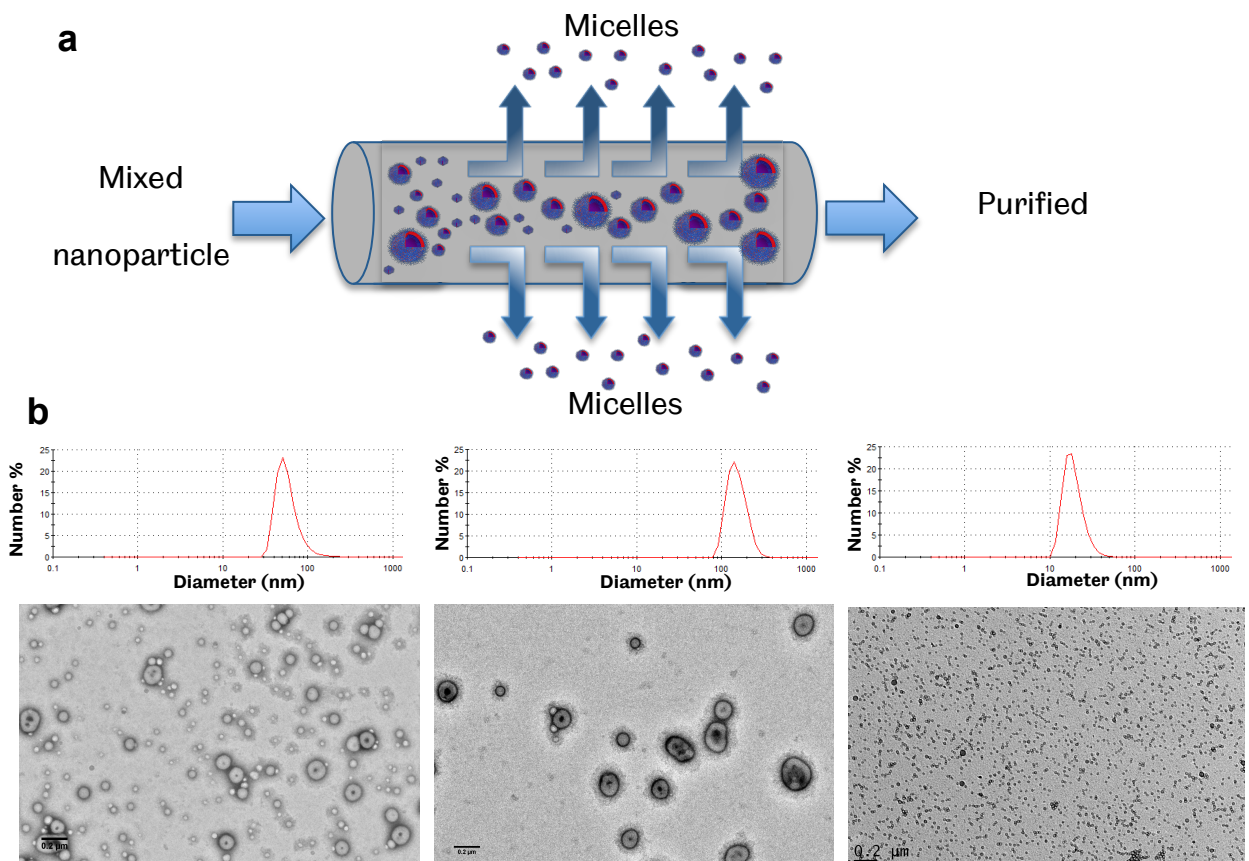 a
Micelles
Mixed
nanoparticle
Purified
Micelles
b
Number %
25
20
15
10
5
0
0.1 1 10 100 1000
Diameter (nm)
Number %
25
20
15
10
5
0
0.1 1 10 100 1000
Diameter (nm)
Number %
25
20
15
10
5
0
0.1 1 10 100 1000
Diameter (nm)
0.2 µm
0.2 µm
0.2 µm